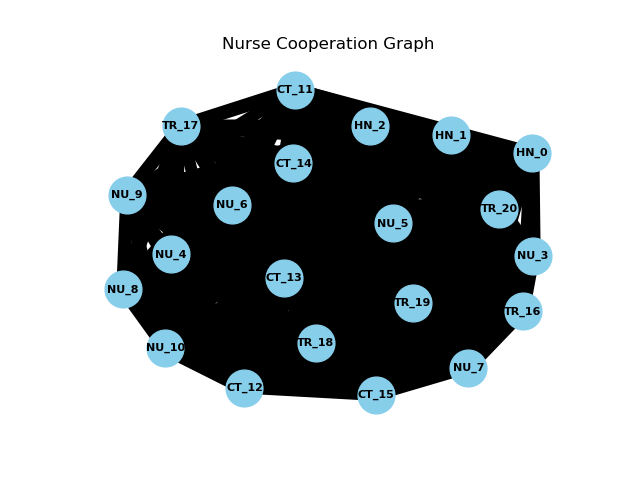 Nurse Cooperation Graph
CT_11
TR_17
HN_2
HN_1
HN_0
CT_14
NU_9
NU_6
TR_20
NU_5
NU_4
NU_3
CT_13
NU_8
TR_19
TR_16
TR_18
NU_10
NU_7
CT_12
CT_15